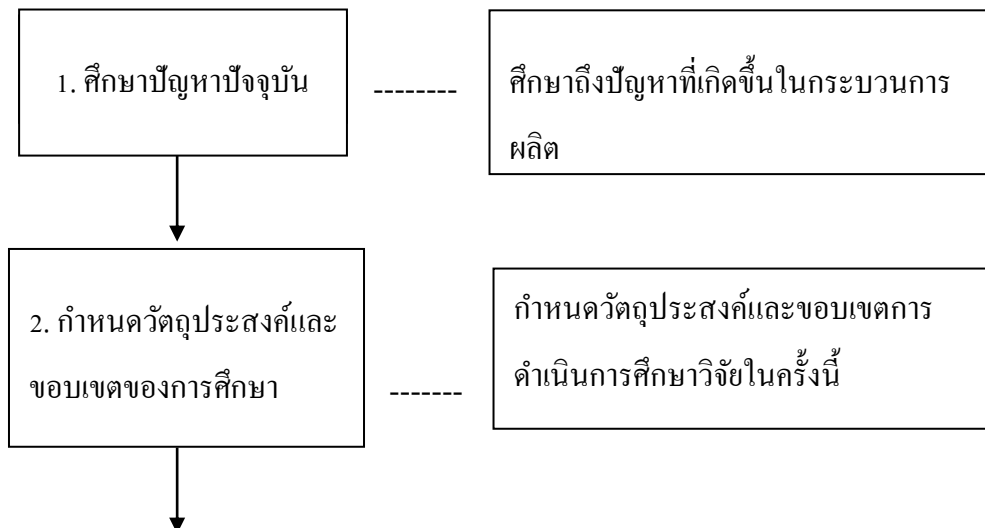 1. ศึกษาปัญหาปัจจุบัน
ศึกษาถึงปัญหาที่เกิดขึ้นในกระบวนการ
ผลิต
2. กำหนดวัตถุประสงค์และ
ขอบเขตของการศึกษา
กำหนดวัตถุประสงค์และขอบเขตการ
ดำเนินการศึกษาวิจัยในครั้งนี้